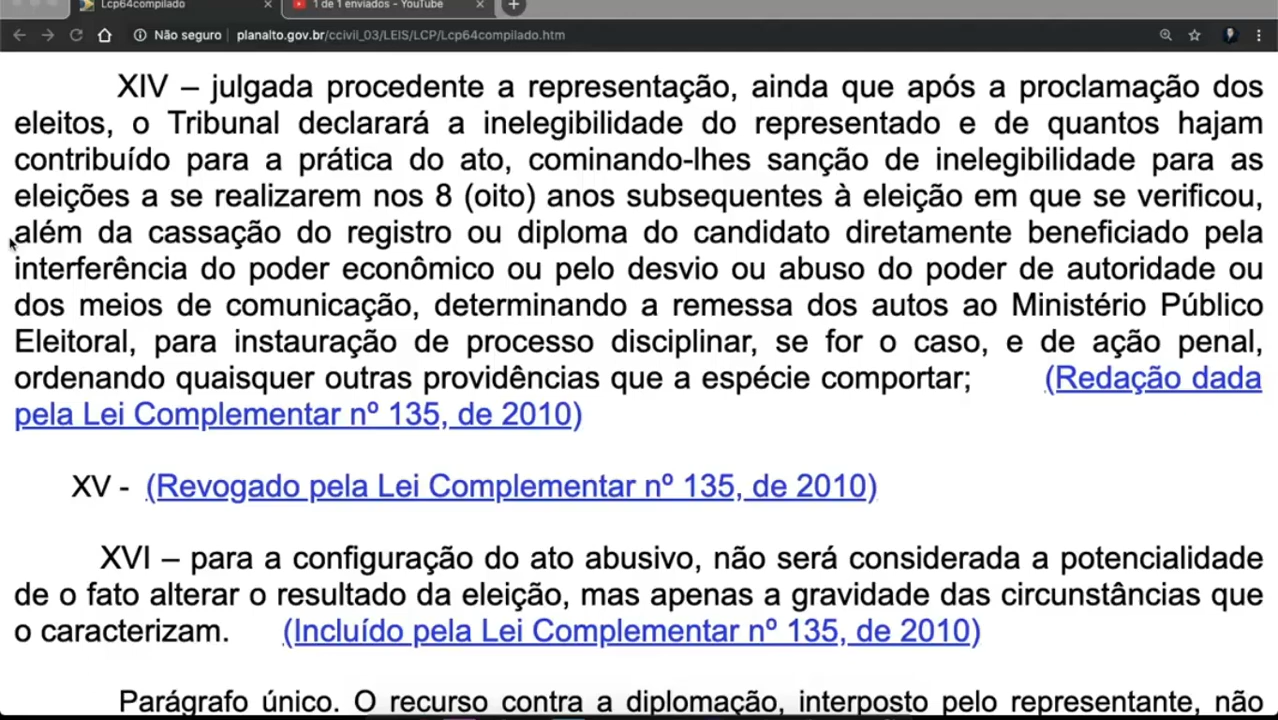 Lcp64compilado
1 de 1 enviados - YouTube
Não seguro | planalto.gov.br/ccivil_03/LEIS/LCP/Lcp64compilado.htm
XIV – julgada procedente a representação, ainda que após a proclamação dos
eleitos, o Tribunal declarará a inelegibilidade do representado e de quantos hajam
contribuído para a prática do ato, cominando-lhes sanção de inelegibilidade para as
eleições a se realizarem nos 8 (oito) anos subsequentes à eleição em que se verificou,
além da cassação do registro ou diploma do candidato diretamente beneficiado pela
interferência do poder econômico ou pelo desvio ou abuso do poder de autoridade ou
dos meios de comunicação, determinando a remessa dos autos ao Ministério Público
Eleitoral, para instauração de processo disciplinar, se for o caso, e de ação penal,
ordenando quaisquer outras providências que a espécie comportar; (Redação dada
pela Lei Complementar nº 135, de 2010)
XV - (Revogado pela Lei Complementar nº 135, de 2010)
XVI – para a configuração do ato abusivo, não será considerada a potencialidade
de o fato alterar o resultado da eleição, mas apenas a gravidade das circunstâncias que
o caracterizam. (Incluído pela Lei Complementar nº 135, de 2010)
Parágrafo único. O recurso contra a diplomação, interposto pelo representante, não